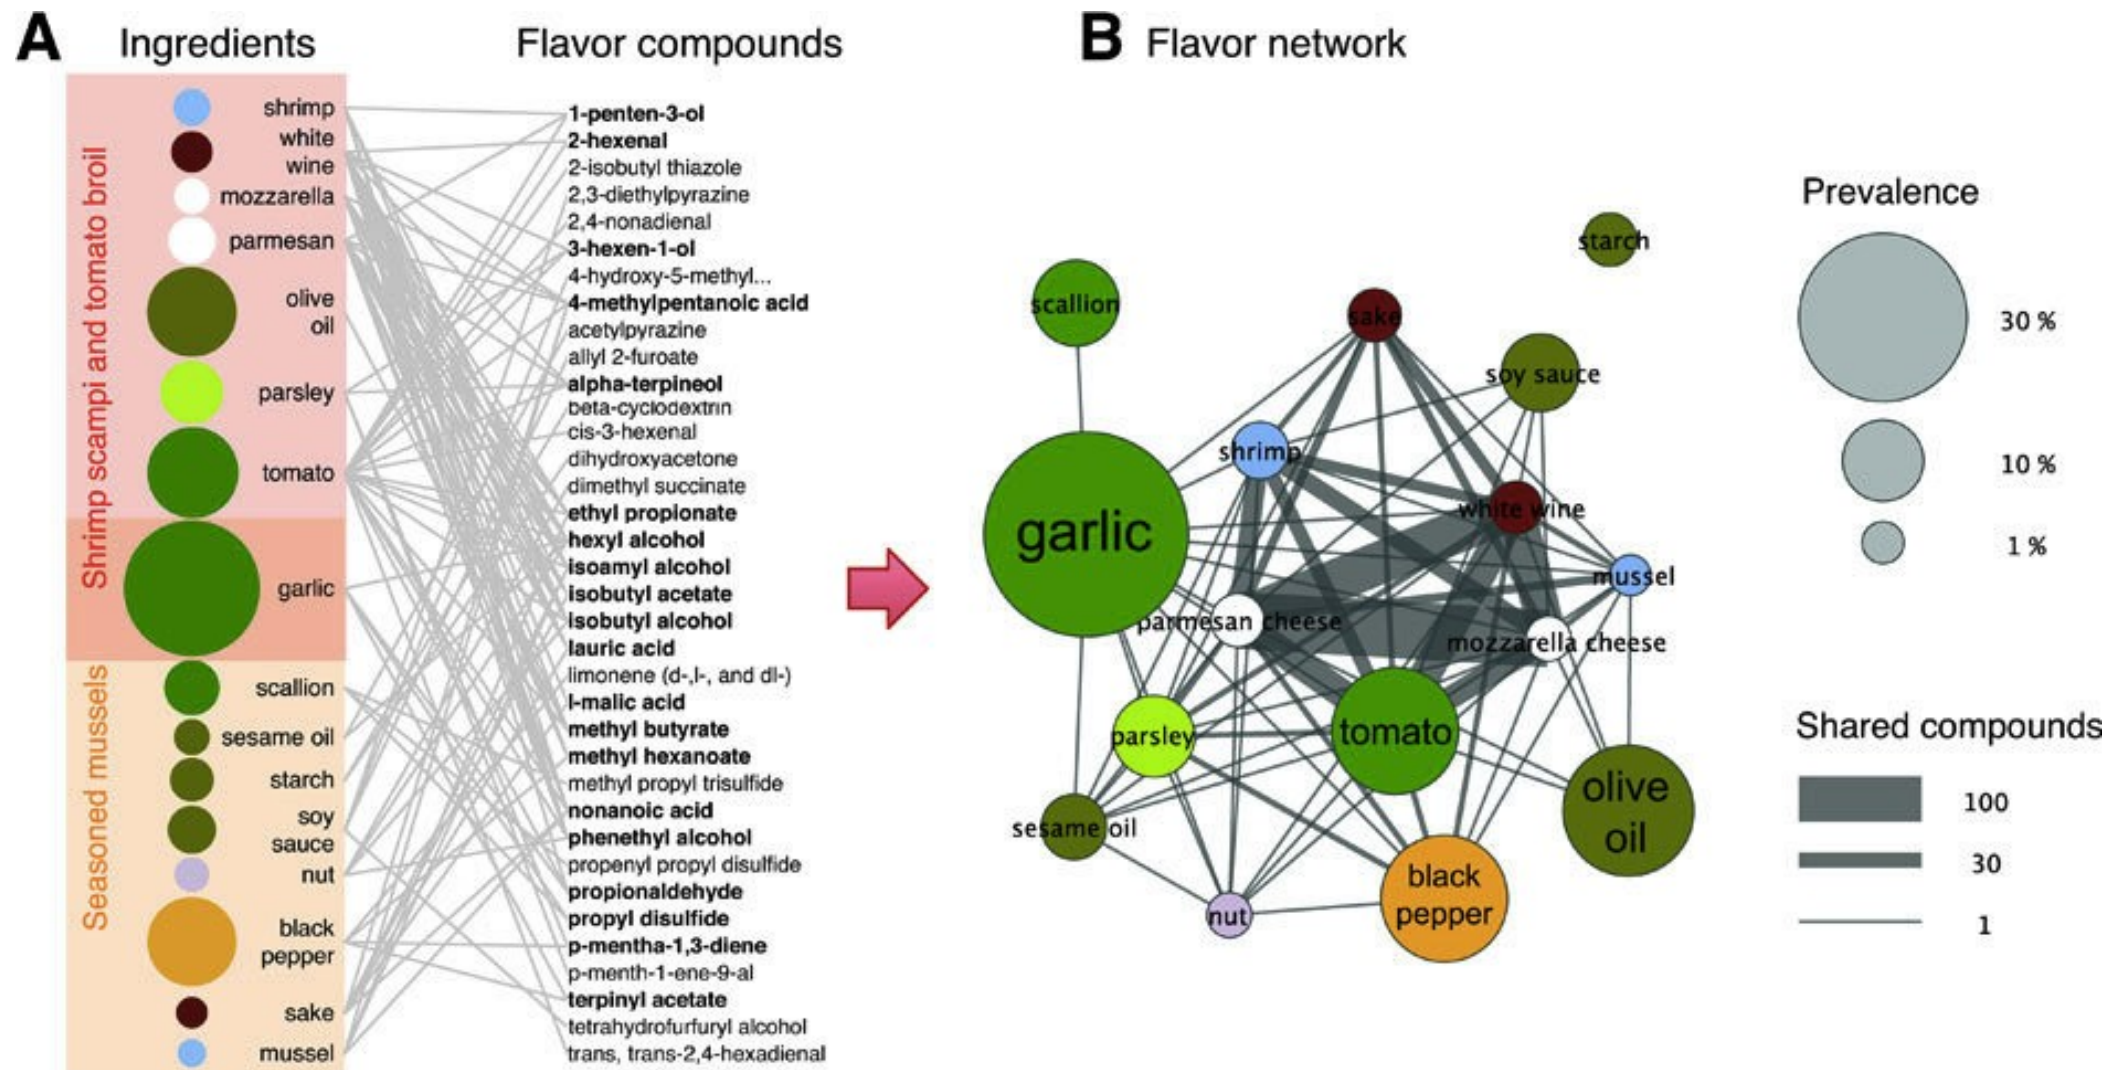 A Ingredients Flavor compounds
Shrimp scampi and tomato broil
Seasoned mussels
shrimp
white
wine
mozzarella
parmesan
olive
oil
parsley
tomato
garlic
scallion
sesame oil
starch
soy
sauce
nut
black
pepper
sake
mussel
1-penten-3-ol
2-hexenal
2-isobutyl thiazole
2,3-diethylpyrazine
2,4-nonadienal
3-hexen-1-ol
4-hydroxy-5-methyl...
4-methylpentanoic acid
acetylpyrazine
allyl 2-furoate
alpha-terpineol
beta-cyclodextrin
cis-3-hexenal
dihydroxyacetone
dimethyl succinate
ethyl propionate
hexyl alcohol
isoamyl alcohol
isobutyl acetate
isobutyl alcohol
lauric acid
limonene (d-,l-, and dl-)
l-malic acid
methyl butyrate
methyl hexanoate
methyl propyl trisulfide
nonanoic acid
phenethyl alcohol
propenyl propyl disulfide
propionaldehyde
propyl disulfide
p-mentha-1,3-diene
p-menth-1-ene-9-al
terpinyl acetate
tetrahydrofurfuryl alcohol
trans, trans-2,4-hexadienal
B Flavor network
starch
scallion
sake
soy sauce
shrimp
white wine
garlic
mussel
parmesan cheese
mozzarella cheese
parsley
tomato
olive
oil
sesame oil
black
pepper
nut
Prevalence
30 %
10 %
1 %
Shared compounds
100
30
1